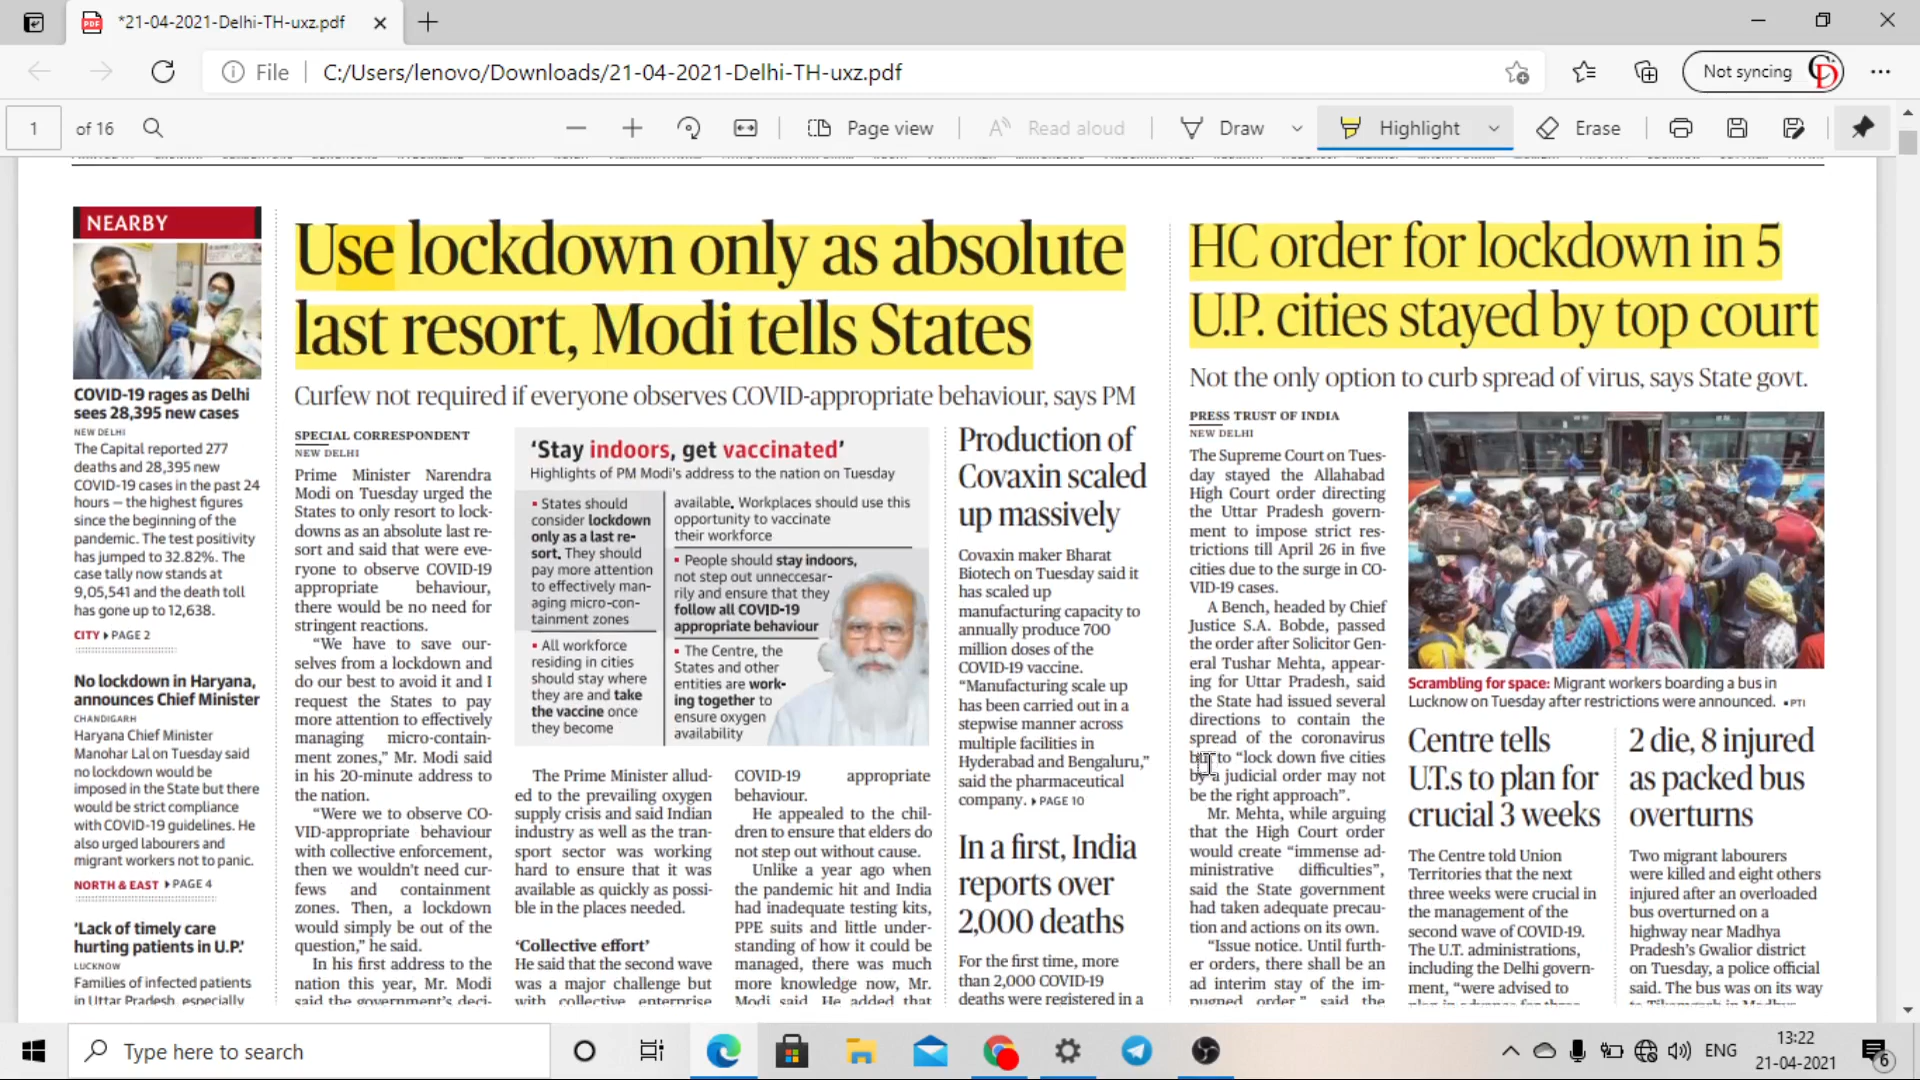 *21-04-2021-Delhi-TH-uxz.pdf
File
C:/Users/lenovo/Downloads/21-04-2021-Delhi-TH-uxz.pdf
Not syncing
1 of 16
Page view
Read aloud
Draw
Highlight
Erase
NEARBY
COVID-19 rages as Delhi
sees 28,395 new cases
NEW DELHI
The Capital reported 277
deaths and 28,395 new
COVID-19 cases in the past 24
hours — the highest figures
since the beginning of the
pandemic. The test positivity
has jumped to 32.82%. The
case tally now stands at
9,05,541 and the death toll
has gone up to 12,638.
CITY PAGE 2
No lockdown in Haryana,
announces Chief Minister
CHANDIGARH
Haryana Chief Minister
Manohar Lal on Tuesday said
no lockdown would be
imposed in the State but there
would be strict compliance
with COVID-19 guidelines. He
also urged labourers and
migrant workers not to panic.
NORTH & EAST PAGE 4
'Lack of timely care
hurting patients in U.P.'
LUCKNOW
Families of infected patients
in Uttar Pradesh, especially
Use lockdown only as absolute
last resort, Modi tells States
Curfew not required if everyone observes COVID-appropriate behaviour, says PM
SPECIAL CORRESPONDENT
NEW DELHI
Prime Minister Narendra
Modi on Tuesday urged the
States to only resort to lock-
downs as an absolute last re-
sort and said that were eve-
ryone to observe COVID-19
appropriate behaviour,
there would be no need for
stringent reactions.
"We have to save our-
selves from a lockdown and
do our best to avoid it and I
request the States to pay
more attention to effectively
managing micro-contain-
ment zones," Mr. Modi said
in his 20-minute address to
the nation.
"Were we to observe CO-
VID-appropriate behaviour
with collective enforcement,
then we wouldn't need cur-
fews and containment
zones. Then, a lockdown
would simply be out of the
question," he said.
In his first address to the
nation this year, Mr. Modi
said the government's deci-
'Stay indoors, get vaccinated'
Highlights of PM Modi's address to the nation on Tuesday
▪ States should
consider lockdown
only as a last re-
sort. They should
pay more attention
to effectively man-
aging micro-con-
tainment zones
▪ All workforce
residing in cities
should stay where
they are and take
the vaccine once
they become
available. Workplaces should use this
opportunity to vaccinate
their workforce
▪ People should stay indoors,
not step out unneccesar-
rily and ensure that they
follow all COVID-19
appropriate behaviour
▪ The Centre, the
States and other
entities are work-
ing together to
ensure oxygen
availability
The Prime Minister allud-
ed to the prevailing oxygen
supply crisis and said Indian
industry as well as the tran-
sport sector was working
hard to ensure that it was
available as quickly as possi-
ble in the places needed.
'Collective effort'
He said that the second wave
was a major challenge but
with collective enterprise
COVID-19 appropriate
behaviour.
He appealed to the chil-
dren to ensure that elders do
not step out without cause.
Unlike a year ago when
the pandemic hit and India
had inadequate testing kits,
PPE suits and little under-
standing of how it could be
managed, there was much
more knowledge now, Mr.
Modi said. He added that
Production of
Covaxin scaled
up massively
Covaxin maker Bharat
Biotech on Tuesday said it
has scaled up
manufacturing capacity to
annually produce 700
million doses of the
COVID-19 vaccine.
"Manufacturing scale up
has been carried out in a
stepwise manner across
multiple facilities in
Hyderabad and Bengaluru,"
said the pharmaceutical
company. PAGE 10
In a first, India
reports over
2,000 deaths
For the first time, more
than 2,000 COVID-19
deaths were registered in a
HC order for lockdown in 5
U.P. cities stayed by top court
Not the only option to curb spread of virus, says State govt.
PRESS TRUST OF INDIA
NEW DELHI
The Supreme Court on Tues-
day stayed the Allahabad
High Court order directing
the Uttar Pradesh govern-
ment to impose strict res-
trictions till April 26 in five
cities due to the surge in CO-
VID-19 cases.
A Bench, headed by Chief
Justice S.A. Bobde, passed
the order after Solicitor Gen-
eral Tushar Mehta, appear-
ing for Uttar Pradesh, said
the State had issued several
directions to contain the
spread of the coronavirus
but to "lock down five cities
by a judicial order may not
be the right approach".
Mr. Mehta, while arguing
that the High Court order
would create "immense ad-
ministrative difficulties",
said the State government
had taken adequate precau-
tion and actions on its own.
"Issue notice. Until furth-
er orders, there shall be an
ad interim stay of the im-
pugned order," said the
Scrambling for space: Migrant workers boarding a bus in
Lucknow on Tuesday after restrictions were announced. ▪PTI
Centre tells
U.T.s to plan for
crucial 3 weeks
The Centre told Union
Territories that the next
three weeks were crucial in
the management of the
second wave of COVID-19.
The U.T. administrations,
including the Delhi govern-
ment, "were advised to
2 die, 8 injured
as packed bus
overturns
Two migrant labourers
were killed and eight others
injured after an overloaded
bus overturned on a
highway near Madhya
Pradesh's Gwalior district
on Tuesday, a police official
said. The bus was on its way
to Tikamgarh in Madhya
Type here to search
ENG
13:22
21-04-2021
6